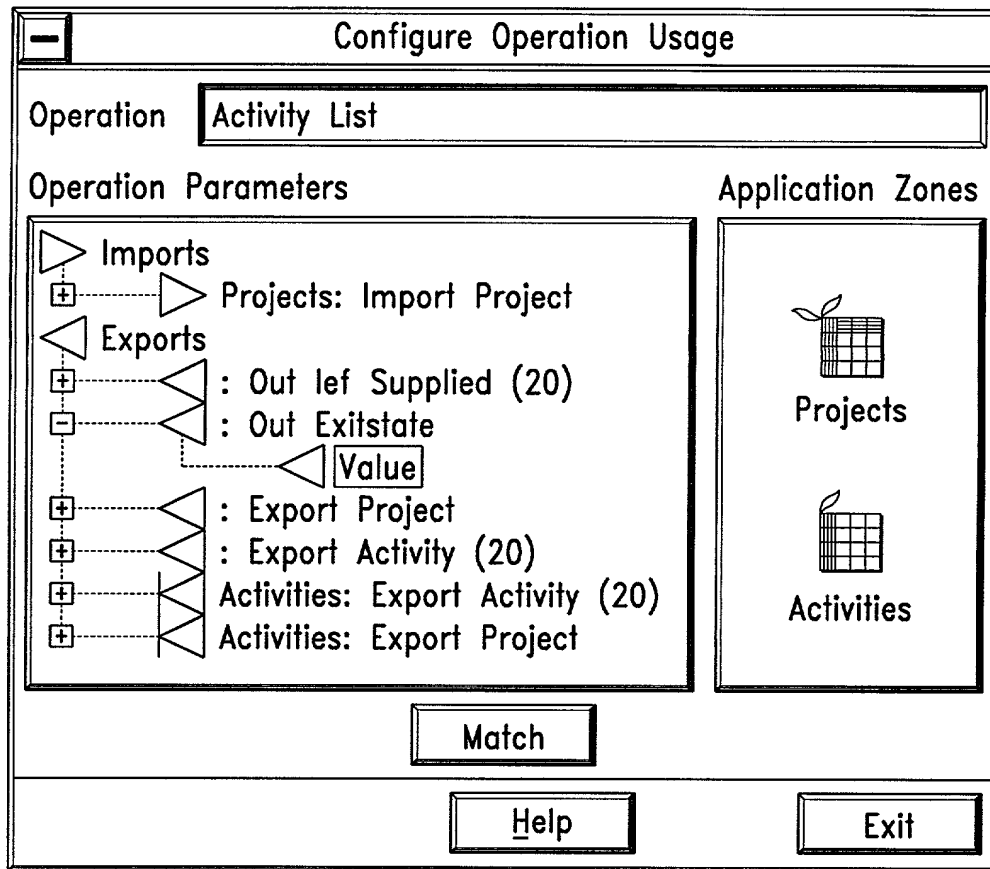 Configure Operation Usage
Operation Activity List
Operation Parameters
Application Zones
Imports
Projects: Import Project
Exports
: Out Ief Supplied (20)
: Out Exitstate
Value
: Export Project
: Export Activity (20)
Activities: Export Activity (20)
Activities: Export Project
Projects
Activities
Match
Help
Exit